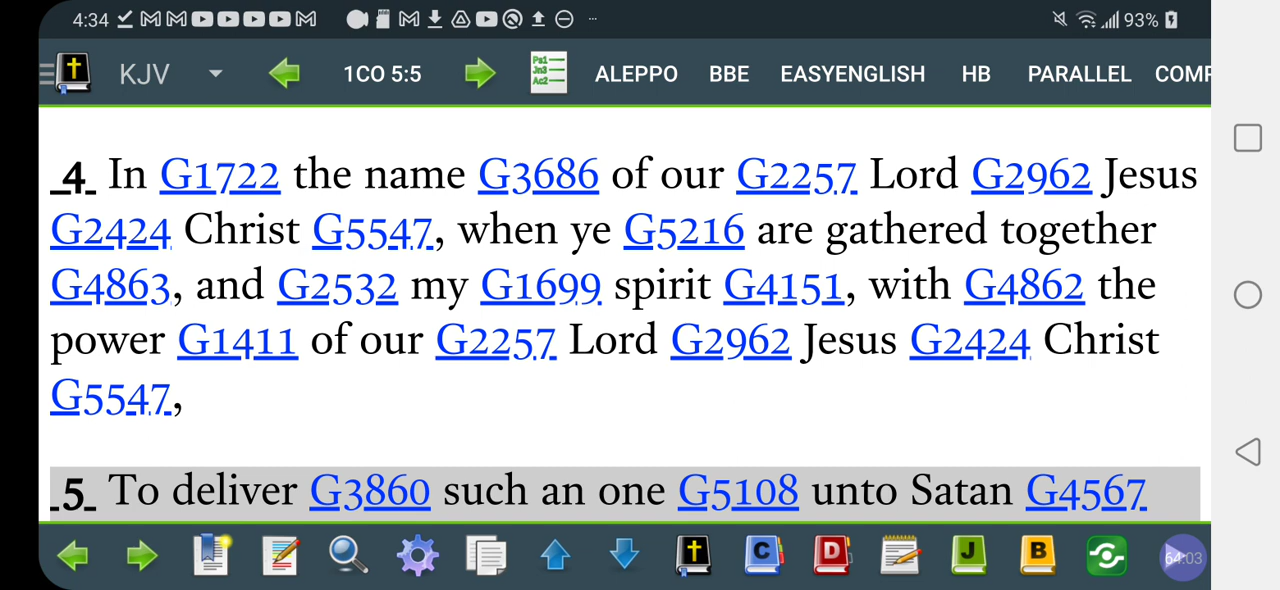 4:34 93%
KJV 1CO 5:5 Ps1 Jn3 Ac2 ALEPPO BBE EASYENGLISH HB PARALLEL COMP
4 In G1722 the name G3686 of our G2257 Lord G2962 Jesus
G2424 Christ G5547, when ye G5216 are gathered together
G4863, and G2532 my G1699 spirit G4151, with G4862 the
power G1411 of our G2257 Lord G2962 Jesus G2424 Christ
G5547,
5 To deliver G3860 such an one G5108 unto Satan G4567
C D J B 64:03